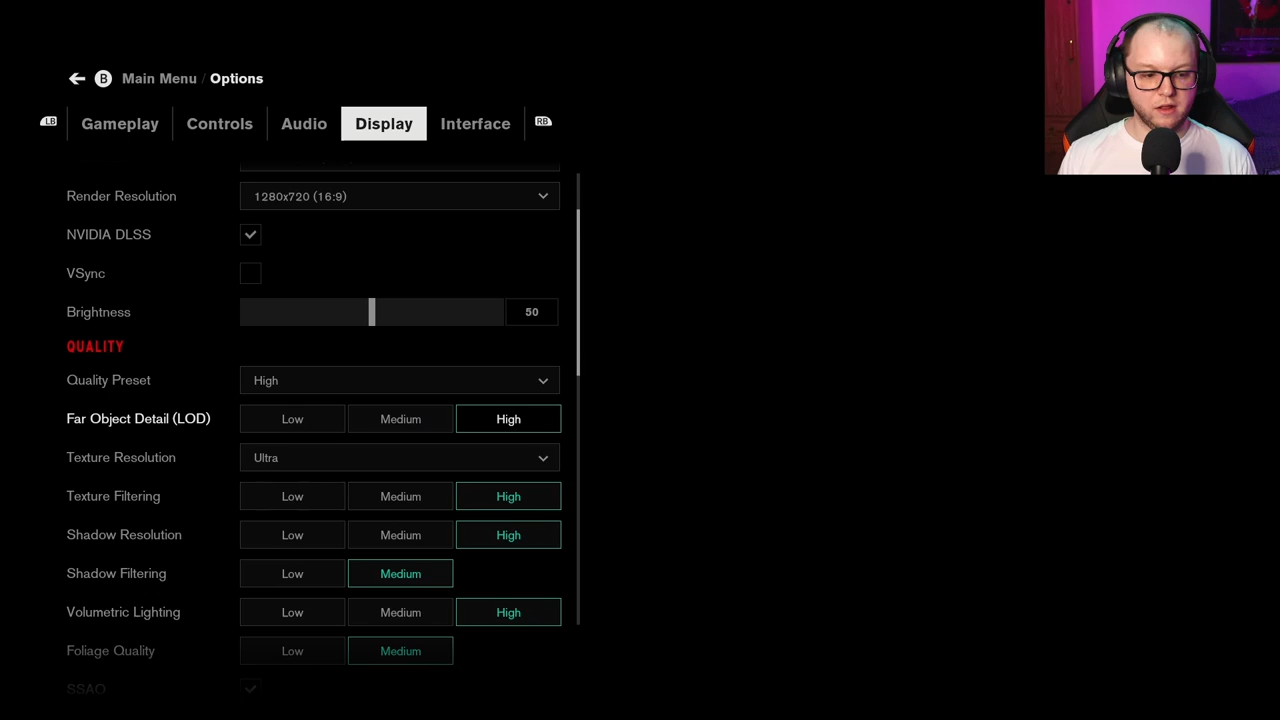 B Main Menu / Options
LB Gameplay Controls Audio Display Interface RB
Render Resolution 1280x720 (16:9)
NVIDIA DLSS
VSync
Brightness 50
QUALITY
Quality Preset High
Far Object Detail (LOD) Low Medium High
Texture Resolution Ultra
Texture Filtering Low Medium High
Shadow Resolution Low Medium High
Shadow Filtering Low Medium
Volumetric Lighting Low Medium High
Foliage Quality Low Medium
SSAO